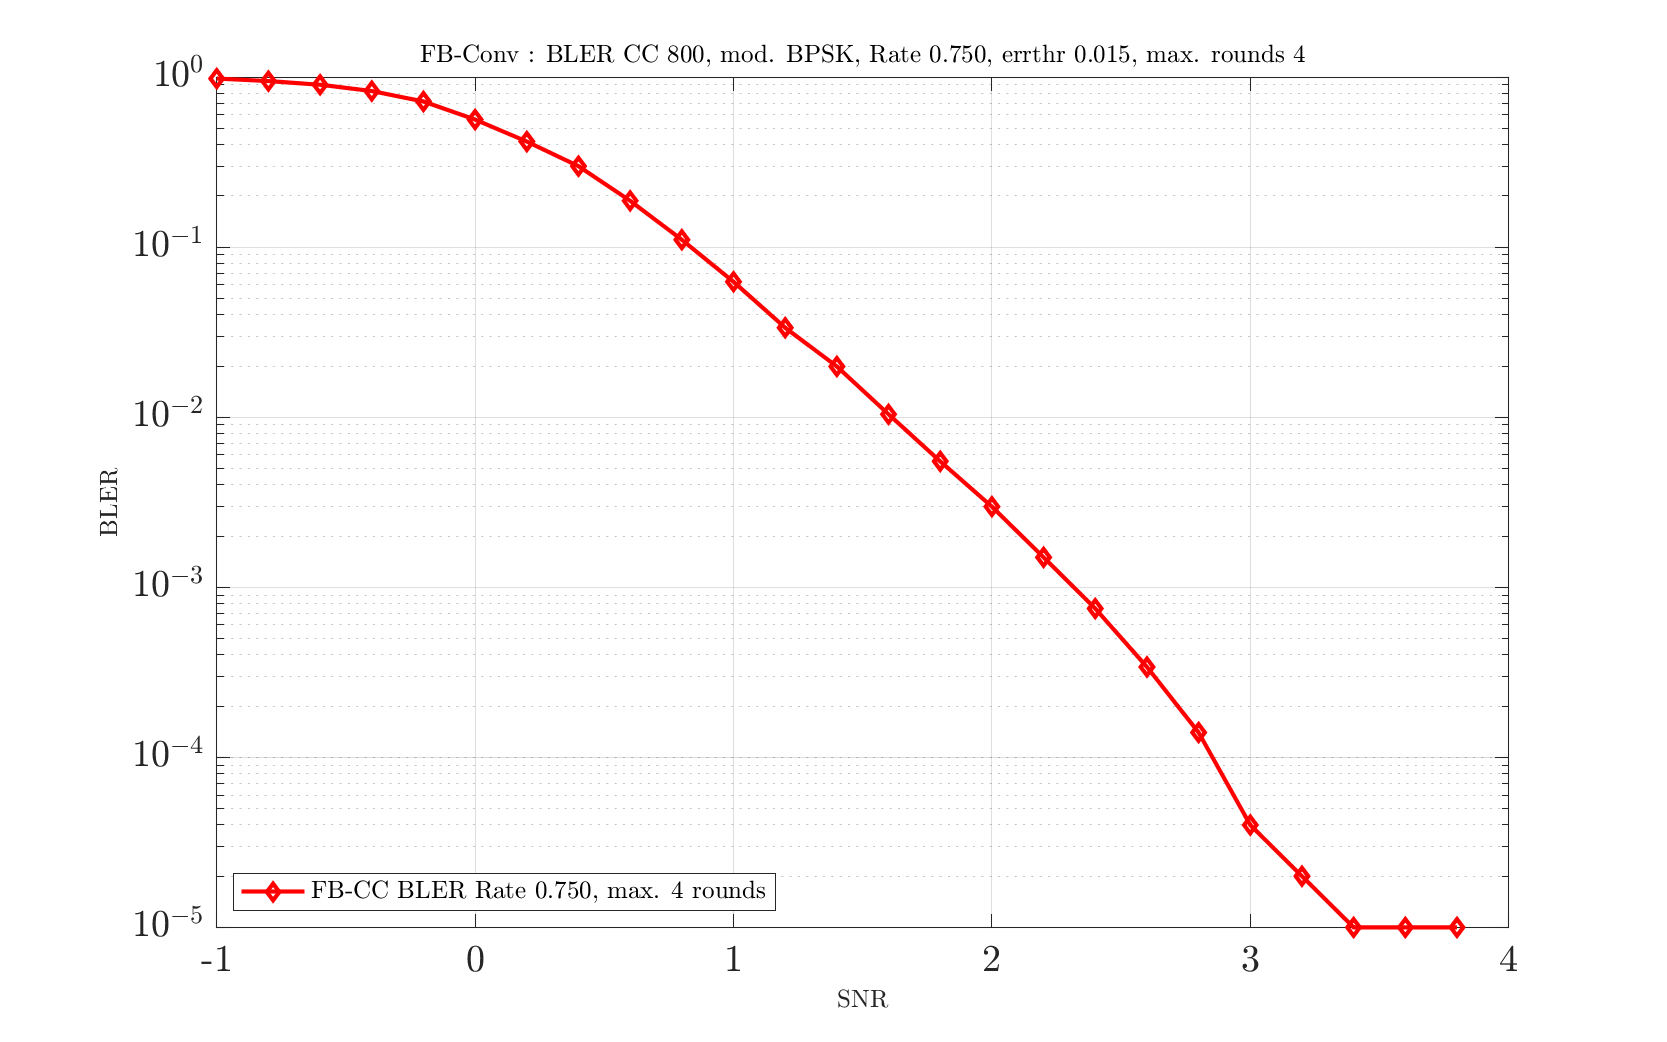 FB-Conv : BLER CC 800, mod. BPSK, Rate 0.750, errthr 0.015, max. rounds 4
10^0
10^{-1}
10^{-2}
10^{-3}
10^{-4}
10^{-5}
BLER
FB-CC BLER Rate 0.750, max. 4 rounds
-1 0 1 2 3 4
SNR